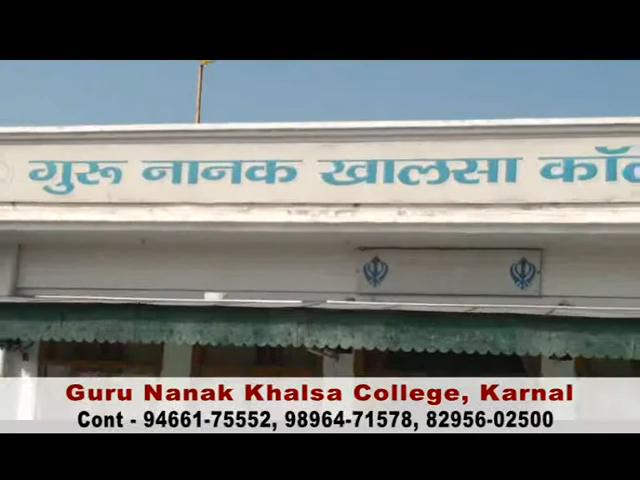 गुरू नानक खालसा कॉल
Guru Nanak Khalsa College, Karnal
Cont - 94661-75552, 98964-71578, 82956-02500